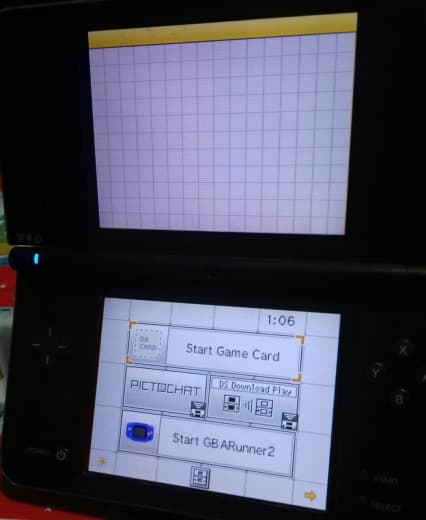 1:06
DS
CARD
Start Game Card
PICTOCHAT
DS Download Play
Start GBARunner2
X
Y
B
POWER
START
SELECT